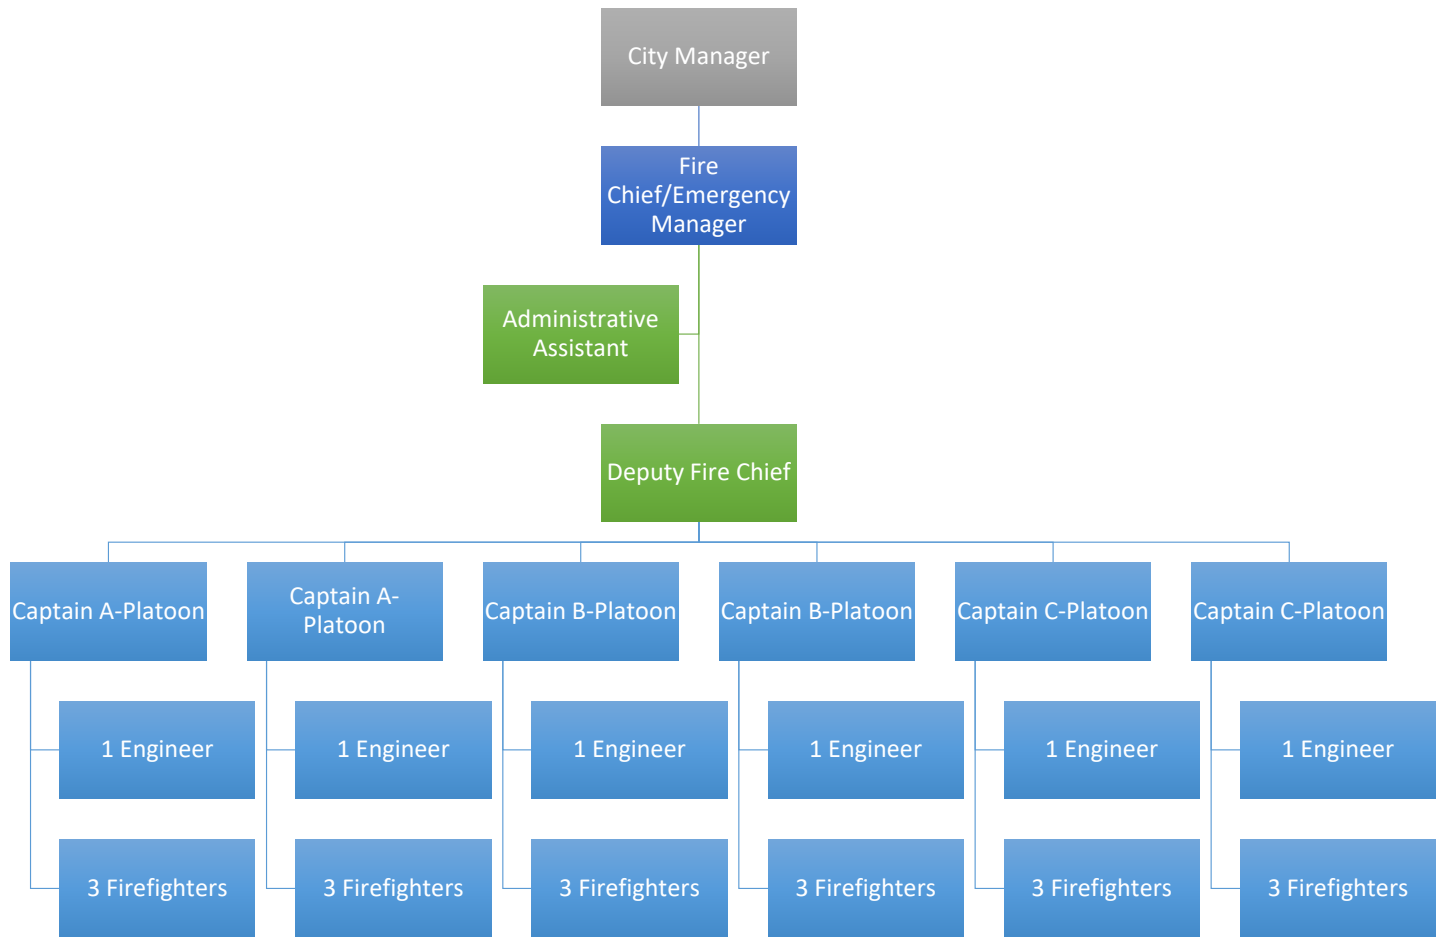 City Manager
Fire
Chief/Emergency
Manager
Administrative
Assistant
Deputy Fire Chief
Captain A-Platoon
Captain A-
Platoon
Captain B-Platoon
Captain B-Platoon
Captain C-Platoon
Captain C-Platoon
1 Engineer
1 Engineer
1 Engineer
1 Engineer
1 Engineer
1 Engineer
3 Firefighters
3 Firefighters
3 Firefighters
3 Firefighters
3 Firefighters
3 Firefighters